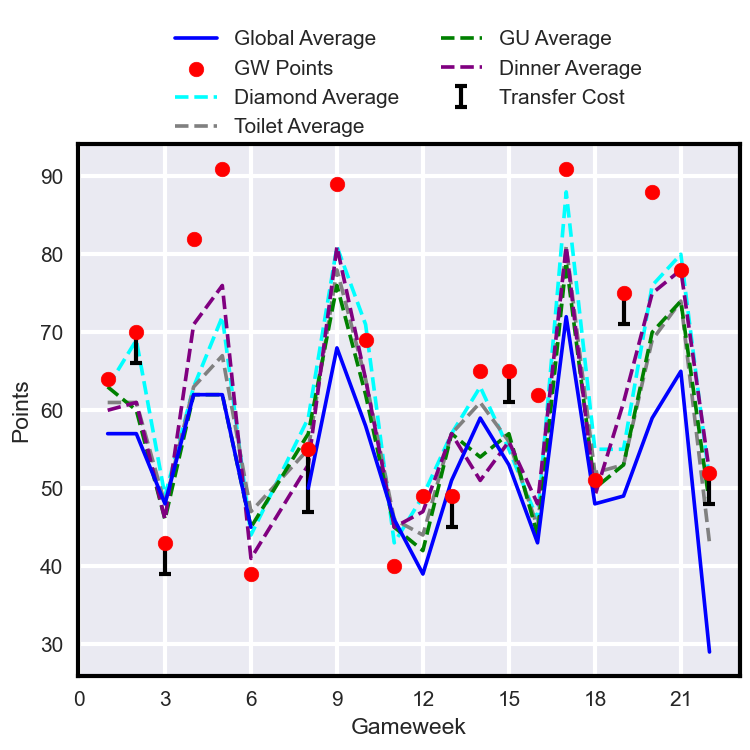 Global Average
GW Points
Diamond Average
Toilet Average
GU Average
Dinner Average
Transfer Cost
90
80
70
60
50
40
30
Points
0 3 6 9 12 15 18 21
Gameweek